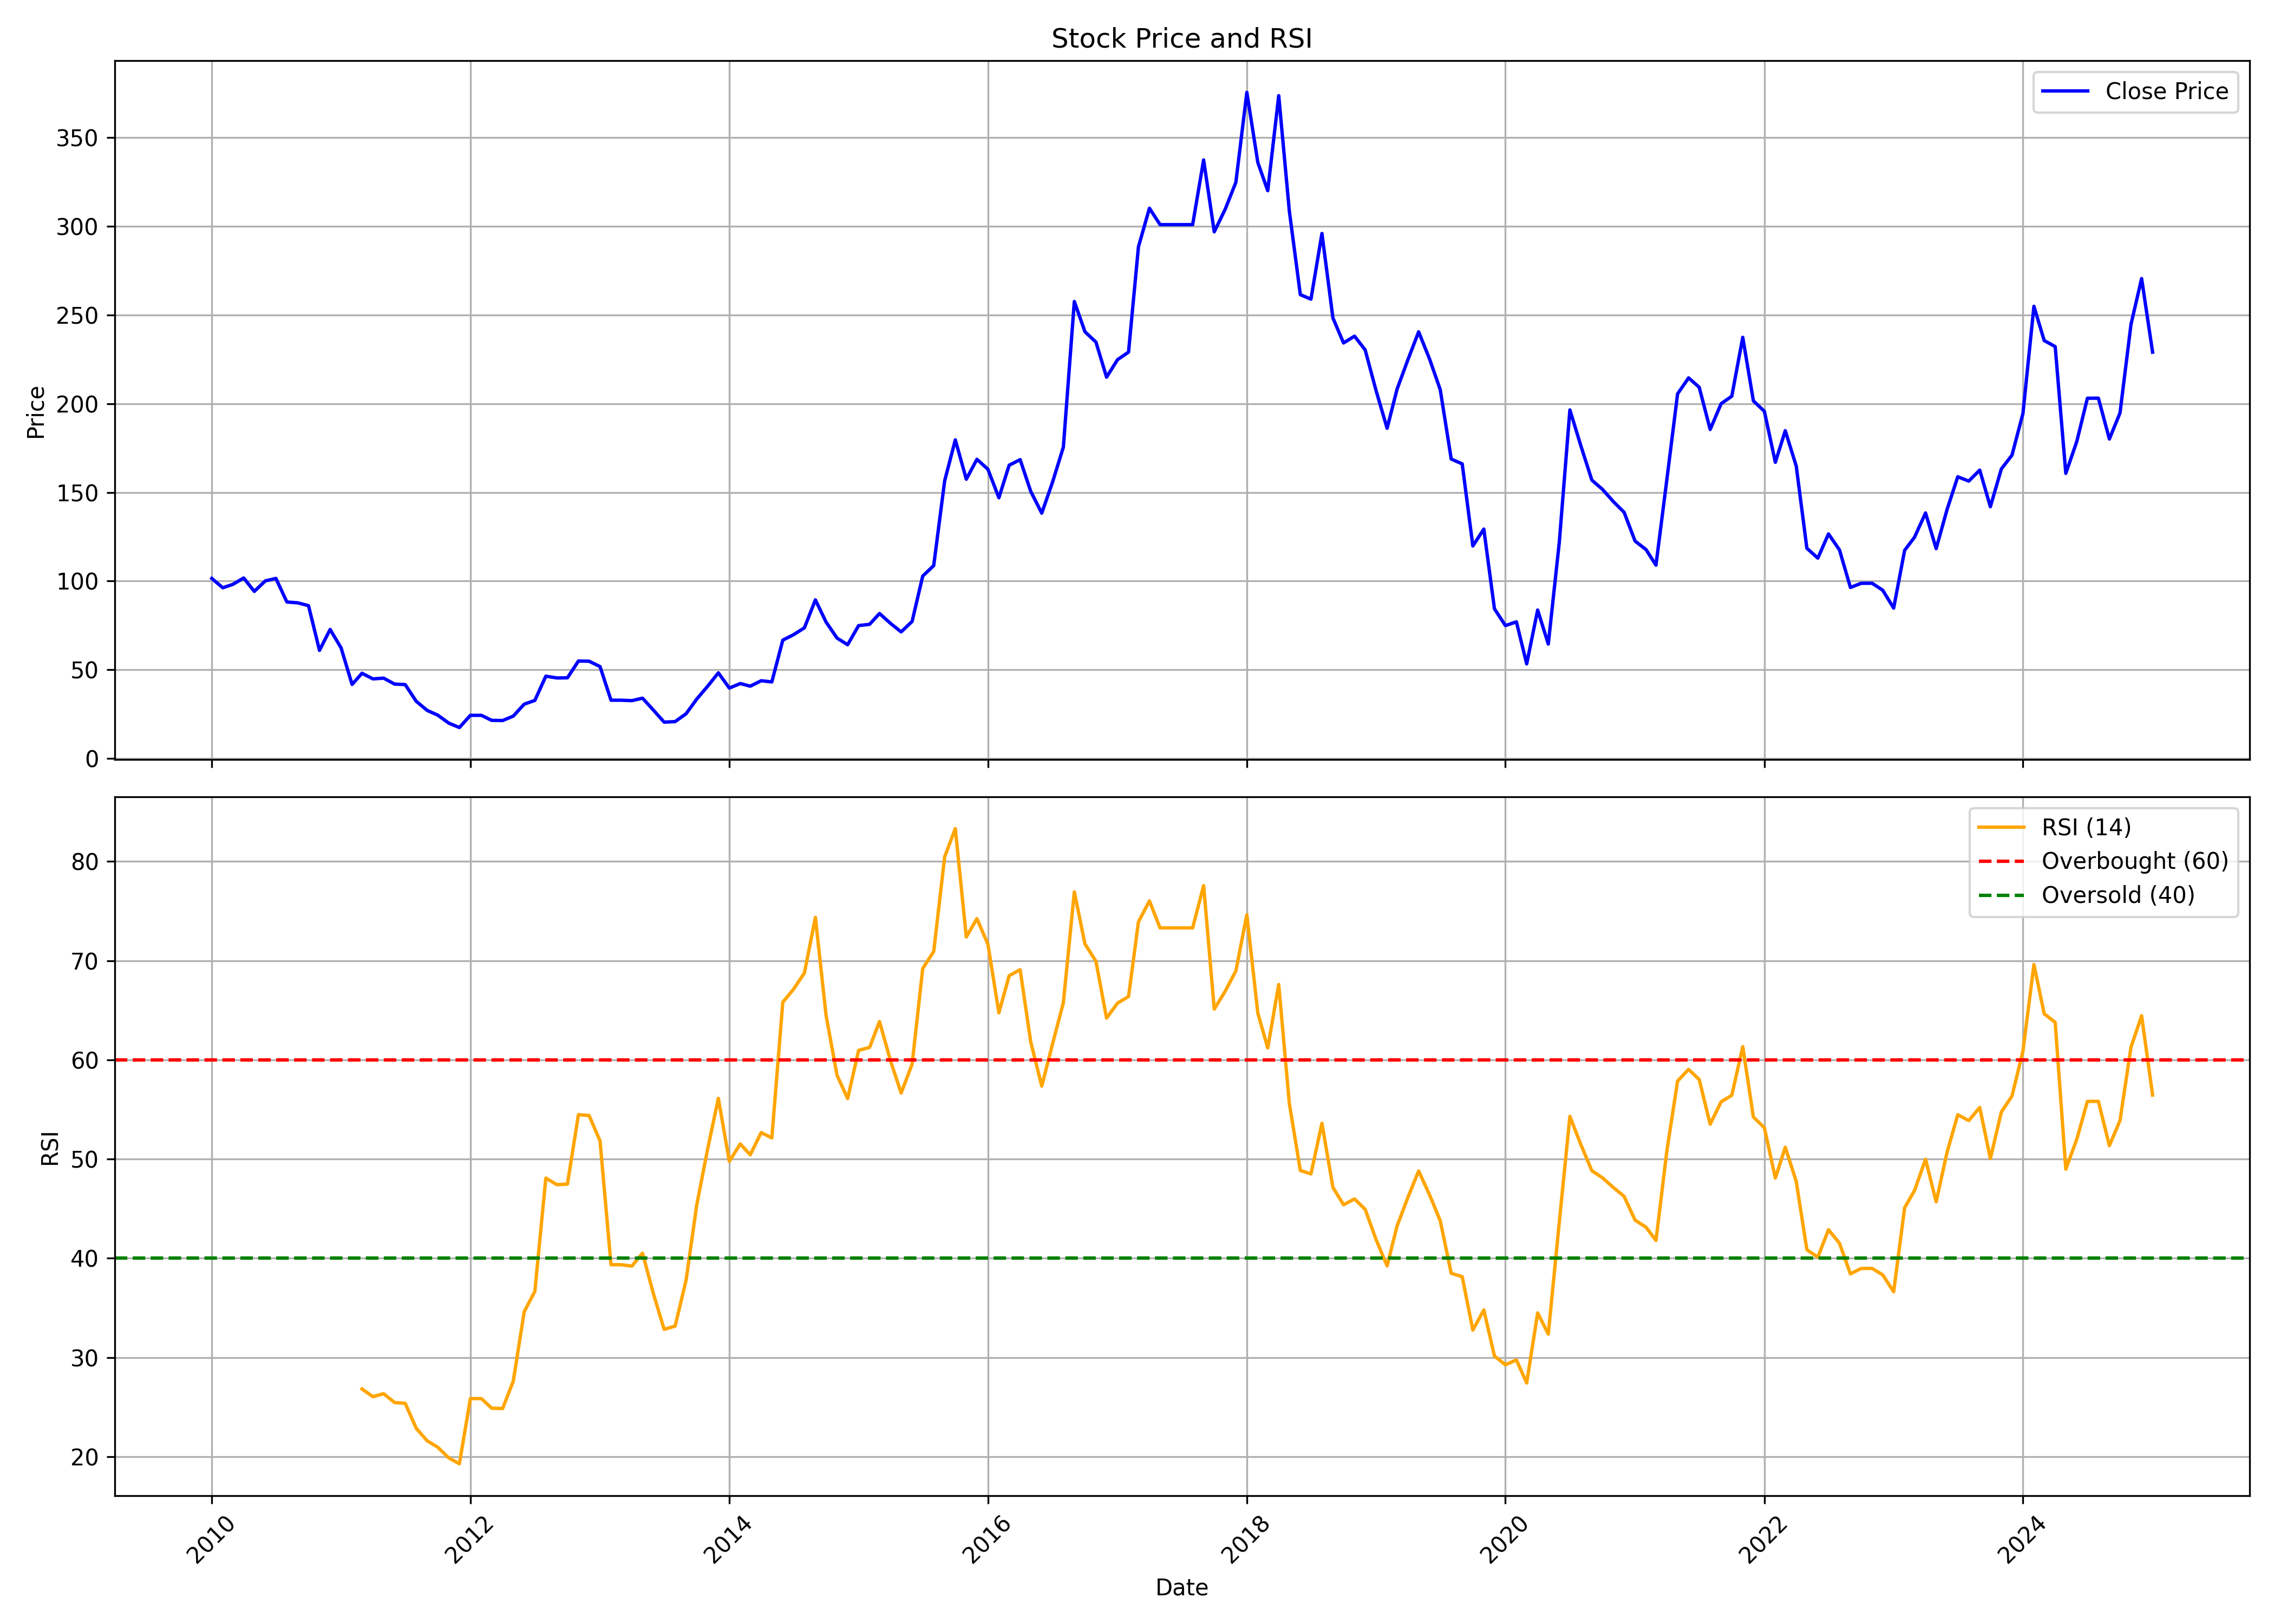 Stock Price and RSI
Close Price
350
300
250
200
150
100
50
0
Price
RSI (14)
Overbought (60)
Oversold (40)
80
70
60
50
40
30
20
RSI
2010
2012
2014
2016
2018
2020
2022
2024
Date